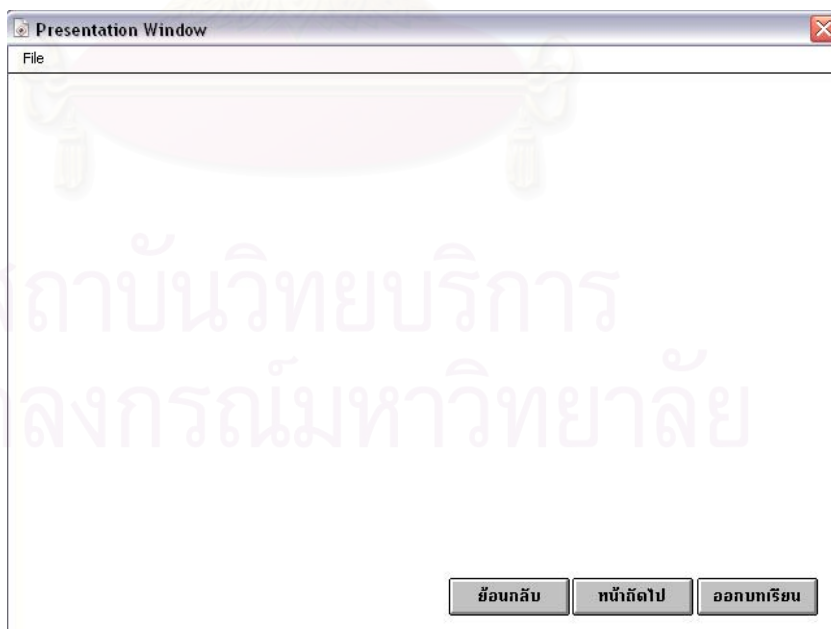 Presentation Window
File
สถาบันวิทยบริการ
าลงกรณ์มหาวิทยาลัย
ย้อนกลับ หน้าถัดไป ออกบทเรียน